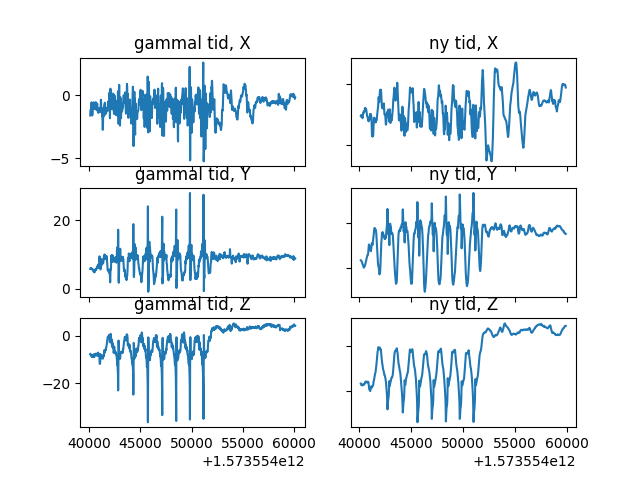 gammal tid, X
ny tid, X
0
−5
gammal tid, Y
ny tid, Y
20
0
gammal tid, Z
ny tid, Z
0
−20
40000 45000 50000 55000 60000
+1.573554e12
40000 45000 50000 55000 60000
+1.573554e12